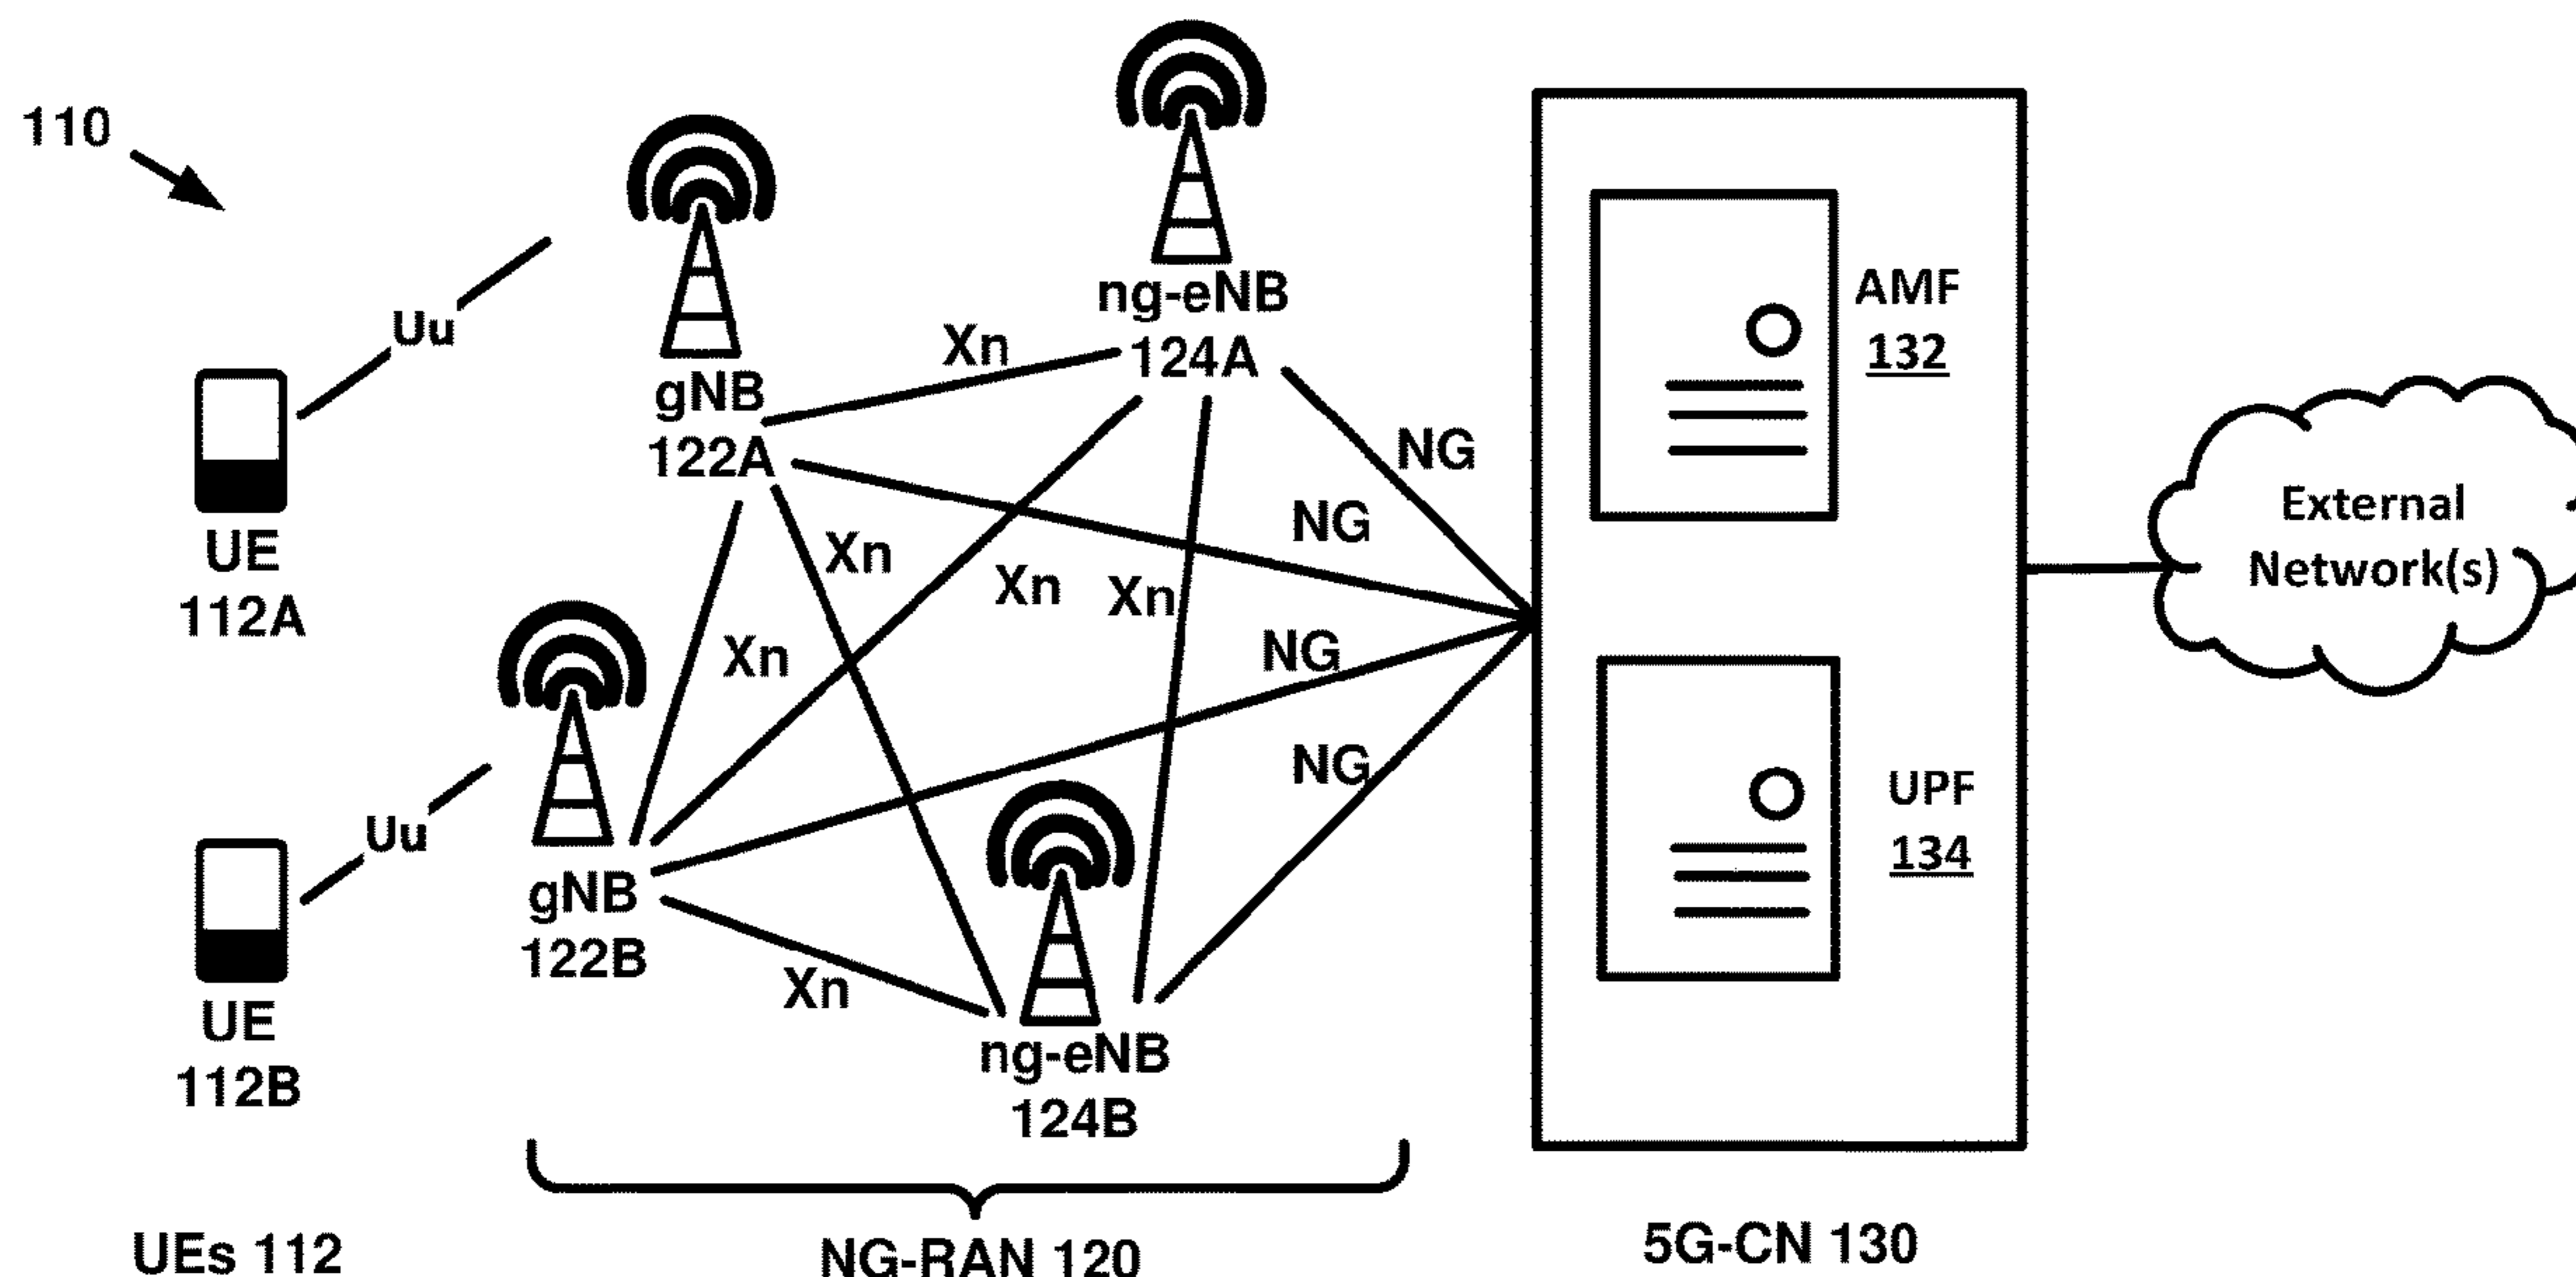 110
Uu
UE
112A
Uu
UE
112B
UEs 112
gNB
122A
gNB
122B
ng-eNB
124A
ng-eNB
124B
Xn
Xn
Xn
Xn
Xn
Xn
NG
NG
NG
NG
NG-RAN 120
AMF
132
UPF
134
5G-CN 130
External
Network(s)